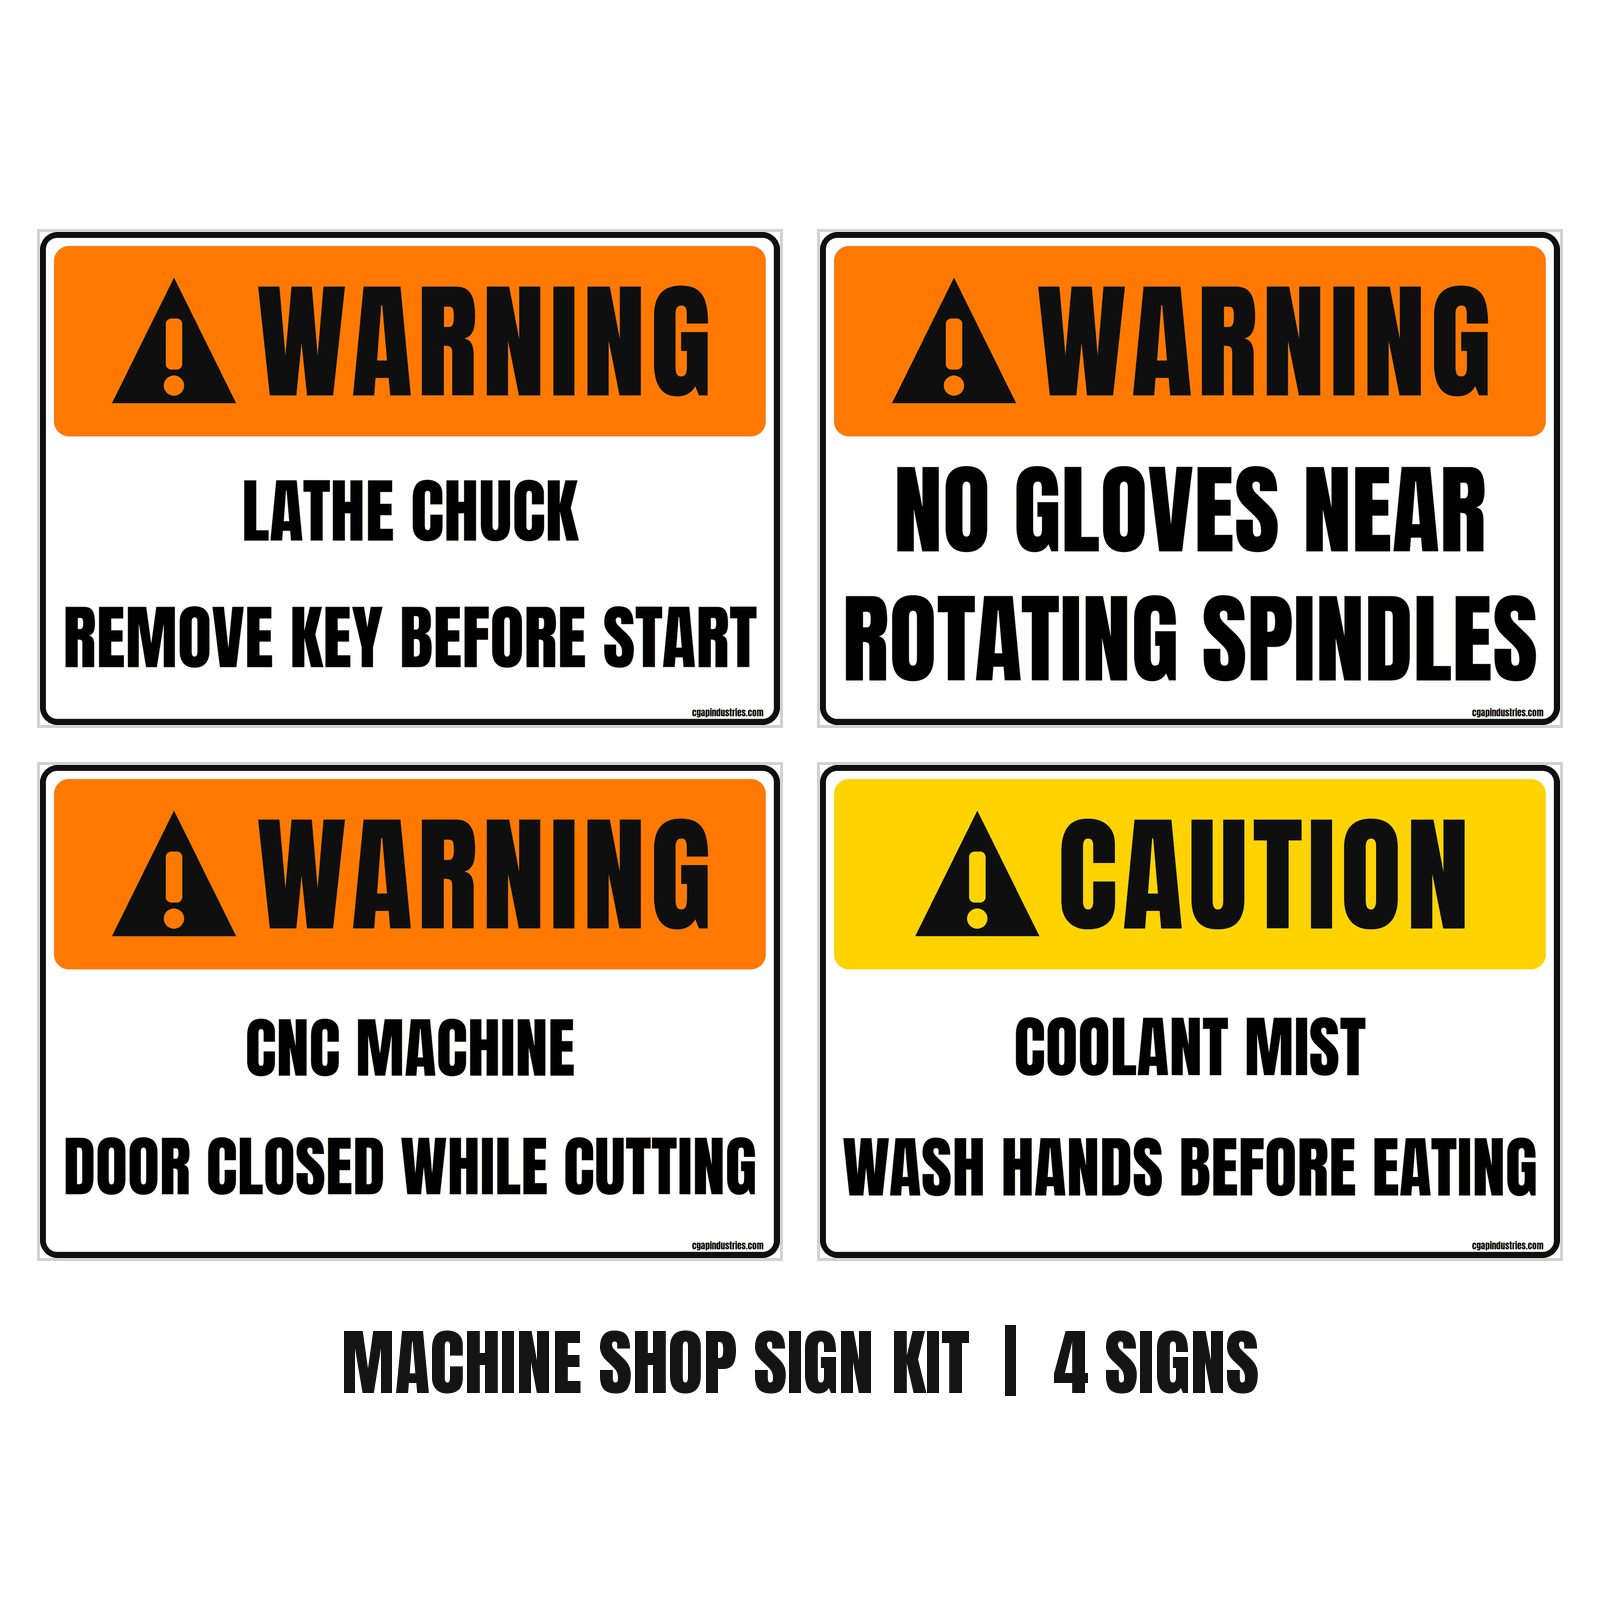 WARNING
LATHE CHUCK
REMOVE KEY BEFORE START
cgapindustries.com
WARNING
NO GLOVES NEAR
ROTATING SPINDLES
cgapindustries.com
WARNING
CNC MACHINE
DOOR CLOSED WHILE CUTTING
cgapindustries.com
CAUTION
COOLANT MIST
WASH HANDS BEFORE EATING
cgapindustries.com
MACHINE SHOP SIGN KIT | 4 SIGNS